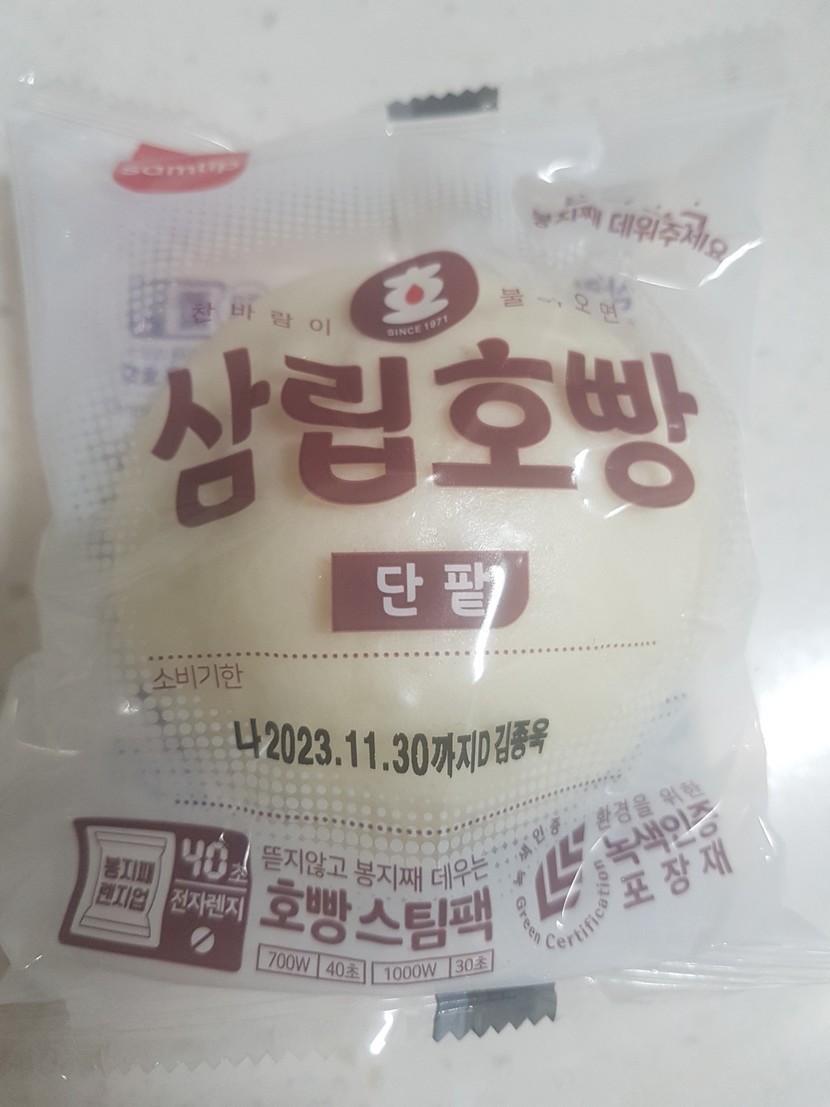 samlip
봉지째 데워주세요
찬바람이 불 오면
호
SINCE 1971
삼립호빵
단팥
소비기한
나2023.11.30까지D김종옥
봉지째
렌지업
40초
전자렌지
뜯지않고 봉지째 데우는
호빵 스팀팩
700W 40초 1000W 30초
녹색인증
Green Certification
환경을 위한
녹색인증
포장재